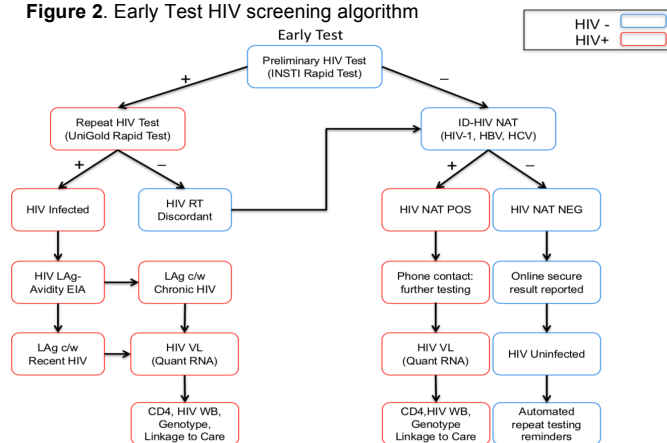 Figure 2. Early Test HIV screening algorithm
Early Test
HIV -
HIV+
Preliminary HIV Test
(INSTI Rapid Test)
+
–
Repeat HIV Test
(UniGold Rapid Test)
ID-HIV NAT
(HIV-1, HBV, HCV)
+
–
+
–
HIV Infected
HIV RT
Discordant
HIV NAT POS
HIV NAT NEG
HIV LAg-
Avidity EIA
LAg c/w
Chronic HIV
Phone contact:
further testing
Online secure
result reported
LAg c/w
Recent HIV
HIV VL
(Quant RNA)
HIV VL
(Quant RNA)
HIV Uninfected
CD4, HIV WB,
Genotype,
Linkage to Care
CD4,HIV WB,
Genotype
Linkage to Care
Automated
repeat testing
reminders